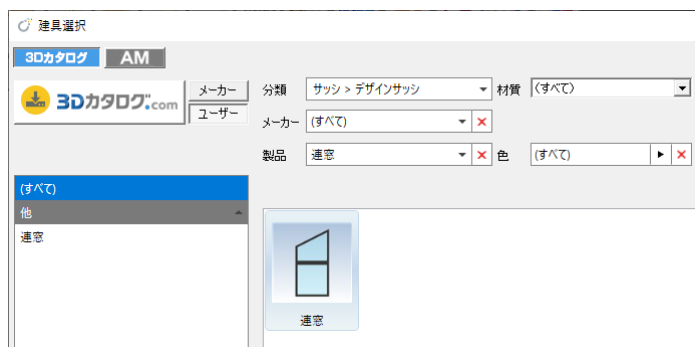 建具選択
3Dカタログ AM
3Dカタログ.com メーカー
ユーザー
分類 サッシ > デザインサッシ 材質 (すべて)
メーカー (すべて)
製品 連窓 色 (すべて)
(すべて)
他
連窓
連窓